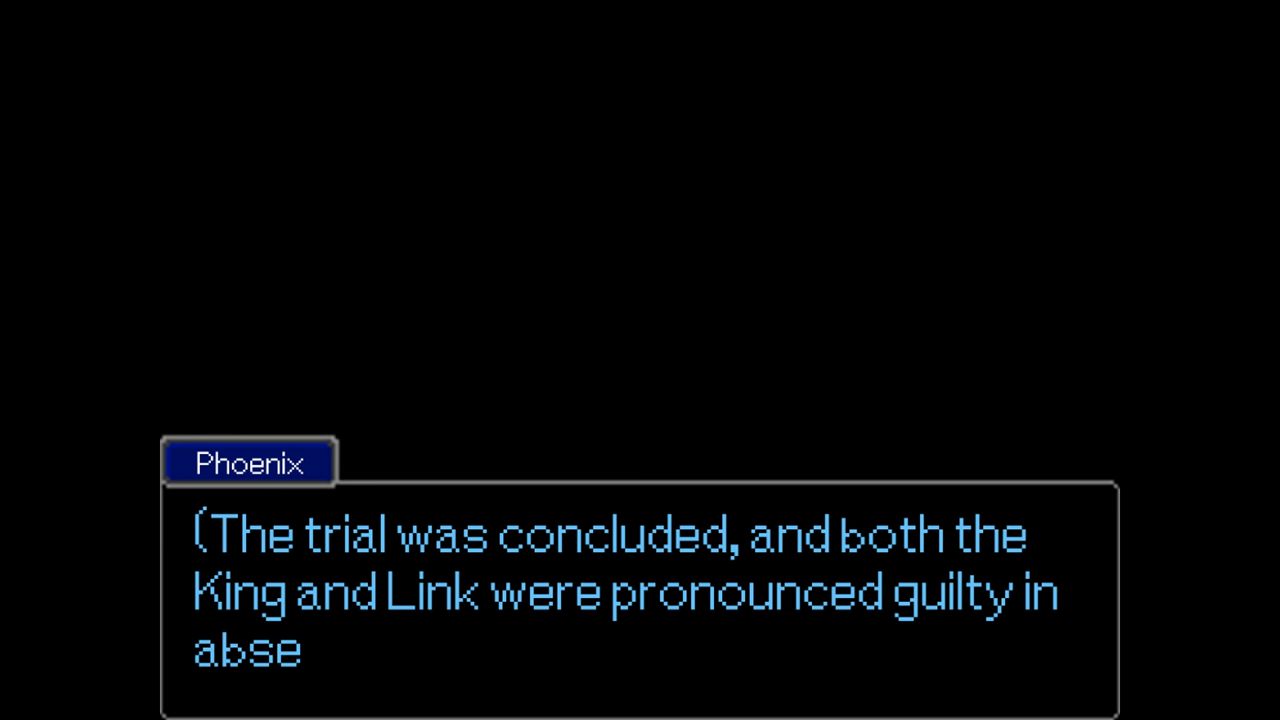 Phoenix
(The trial was concluded, and both the
King and Link were pronounced guilty in
abse